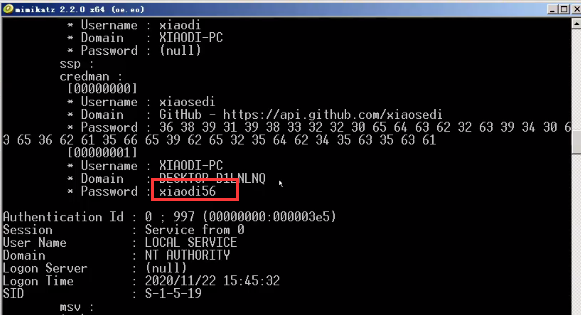 mimikatz 2.2.0 x64 (oe.eo)
* Username : xiaodi
* Domain : XIAODI-PC
* Password : (null)
ssp :
credman :
[00000000]
* Username : xiaosedi
* Domain : GitHub - https://api.github.com/xiaosedi
* Password : 36 38 39 31 39 38 33 32 32 30 65 64 63 62 63 39 34 30 6
3 65 36 62 61 35 66 65 39 62 65 32 35 64 62 34 35 63 35 63 61
[00000001]
* Username : XIAODI-PC
* Domain : DESKTOP-D1LNLNQ
* Password : xiaodi56
Authentication Id : 0 ; 997 (00000000:000003e5)
Session : Service from 0
User Name : LOCAL SERVICE
Domain : NT AUTHORITY
Logon Server : (null)
Logon Time : 2020/11/22 15:45:32
SID : S-1-5-19
msv :